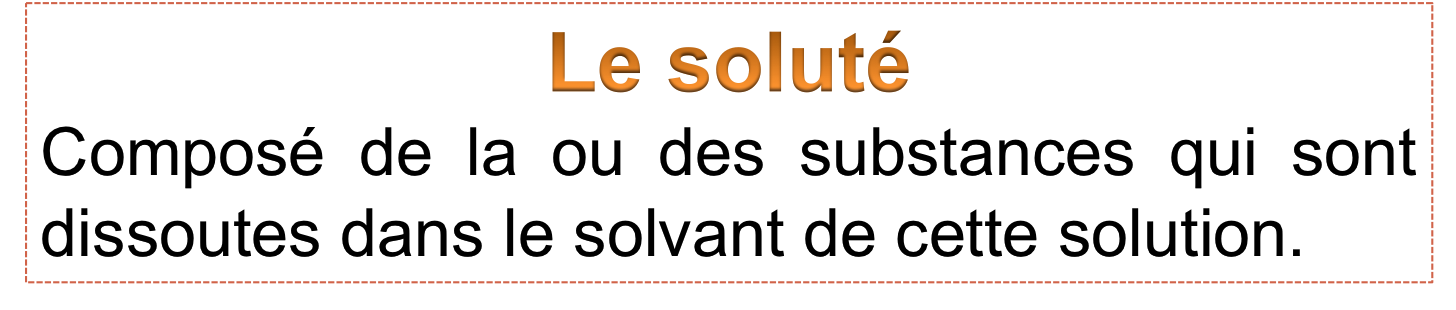 Le soluté
Composé de la ou des substances qui sont
dissoutes dans le solvant de cette solution.